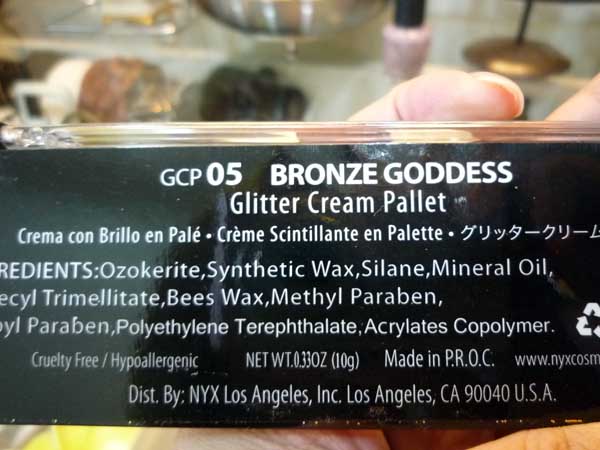 GCP 05 BRONZE GODDESS
Glitter Cream Pallet
Crema con Brillo en Palé • Crème Scintillante en Palette • グリッタークリーム
REDIENTS:Ozokerite,Synthetic Wax,Silane,Mineral Oil,
ecyl Trimellitate,Bees Wax,Methyl Paraben,
pyl Paraben,Polyethylene Terephthalate,Acrylates Copolymer.
Cruelty Free / Hypoallergenic NET WT.0.33OZ (10g) Made in P.R.O.C. www.nyxcosm
Dist. By: NYX Los Angeles, Inc. Los Angeles, CA 90040 U.S.A.